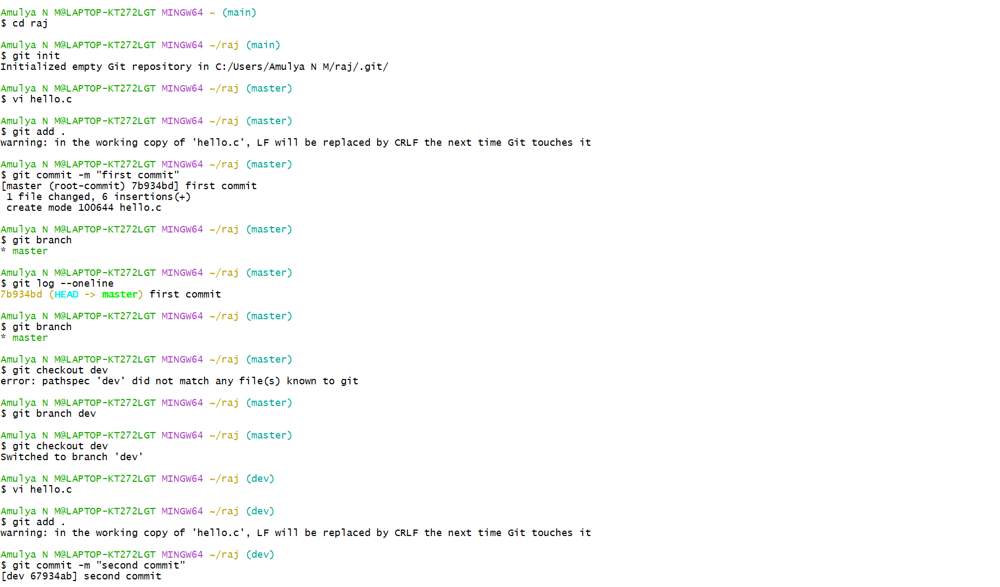 Amulya N M@LAPTOP-KT272LGT MINGW64 ~ (main)
$ cd raj
Amulya N M@LAPTOP-KT272LGT MINGW64 ~/raj (main)
$ git init
Initialized empty Git repository in C:/Users/Amulya N M/raj/.git/
Amulya N M@LAPTOP-KT272LGT MINGW64 ~/raj (master)
$ vi hello.c
Amulya N M@LAPTOP-KT272LGT MINGW64 ~/raj (master)
$ git add .
warning: in the working copy of 'hello.c', LF will be replaced by CRLF the next time Git touches it
Amulya N M@LAPTOP-KT272LGT MINGW64 ~/raj (master)
$ git commit -m "first commit"
[master (root-commit) 7b934bd] first commit
 1 file changed, 6 insertions(+)
 create mode 100644 hello.c
Amulya N M@LAPTOP-KT272LGT MINGW64 ~/raj (master)
$ git branch
* master
Amulya N M@LAPTOP-KT272LGT MINGW64 ~/raj (master)
$ git log --oneline
7b934bd (HEAD -> master) first commit
Amulya N M@LAPTOP-KT272LGT MINGW64 ~/raj (master)
$ git branch
* master
Amulya N M@LAPTOP-KT272LGT MINGW64 ~/raj (master)
$ git checkout dev
error: pathspec 'dev' did not match any file(s) known to git
Amulya N M@LAPTOP-KT272LGT MINGW64 ~/raj (master)
$ git branch dev
Amulya N M@LAPTOP-KT272LGT MINGW64 ~/raj (master)
$ git checkout dev
Switched to branch 'dev'
Amulya N M@LAPTOP-KT272LGT MINGW64 ~/raj (dev)
$ vi hello.c
Amulya N M@LAPTOP-KT272LGT MINGW64 ~/raj (dev)
$ git add .
warning: in the working copy of 'hello.c', LF will be replaced by CRLF the next time Git touches it
Amulya N M@LAPTOP-KT272LGT MINGW64 ~/raj (dev)
$ git commit -m "second commit"
[dev 67934ab] second commit